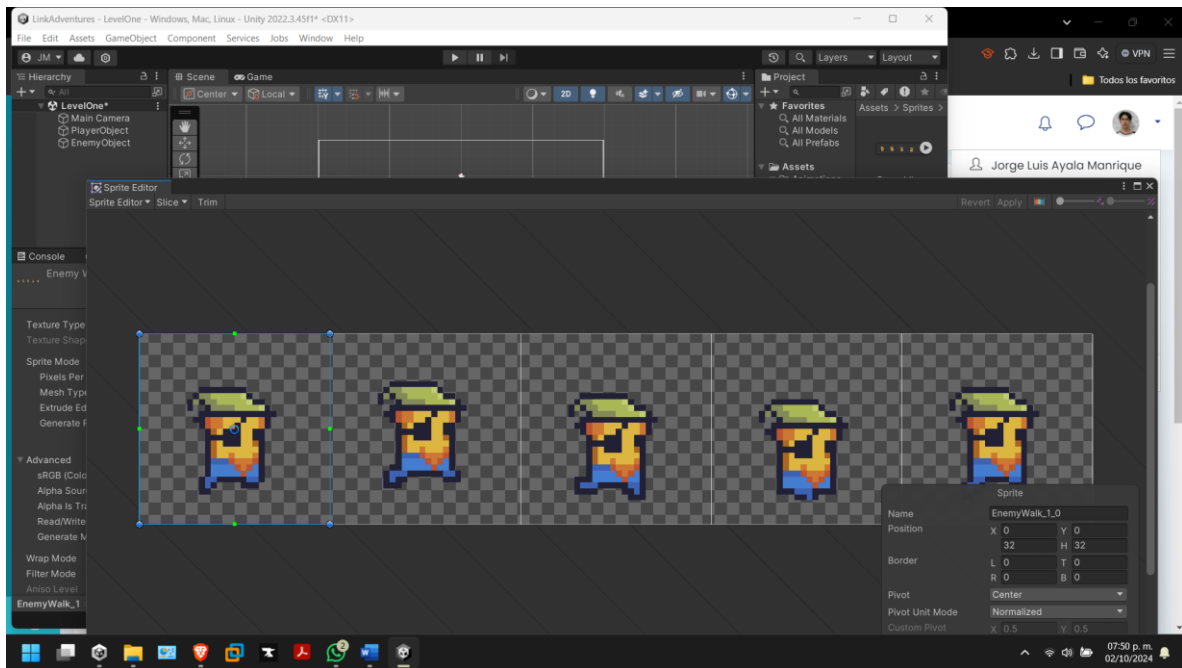 LinkAdventures - LevelOne - Windows, Mac, Linux - Unity 2022.3.45f1* <DX11>
File Edit Assets GameObject Component Services Jobs Window Help
JM Layers Layout
VPN
Hierarchy Scene Game Project
Todos los favoritos
All Center Local 2D
LevelOne*
Main Camera
PlayerObject
EnemyObject
Favorites
All Materials
All Models
All Prefabs
Assets
Assets > Sprites >
Jorge Luis Ayala Manrique
Sprite Editor
Sprite Editor Slice Trim Revert Apply
Console
Enemy W
Texture Type
Texture Shap
Sprite Mode
Pixels Per
Mesh Type
Extrude Ed
Generate P
Advanced
sRGB (Colo
Alpha Sour
Alpha Is Tra
Read/Write
Generate M
Wrap Mode
Filter Mode
Aniso Level
EnemyWalk_1
Sprite
Name EnemyWalk_1_0
Position X 0 Y 0
32 H 32
Border L 0 T 0
R 0 B 0
Pivot Center
Pivot Unit Mode Normalized
Custom Pivot X 0.5 Y 0.5
2
07:50 p. m.
02/10/2024